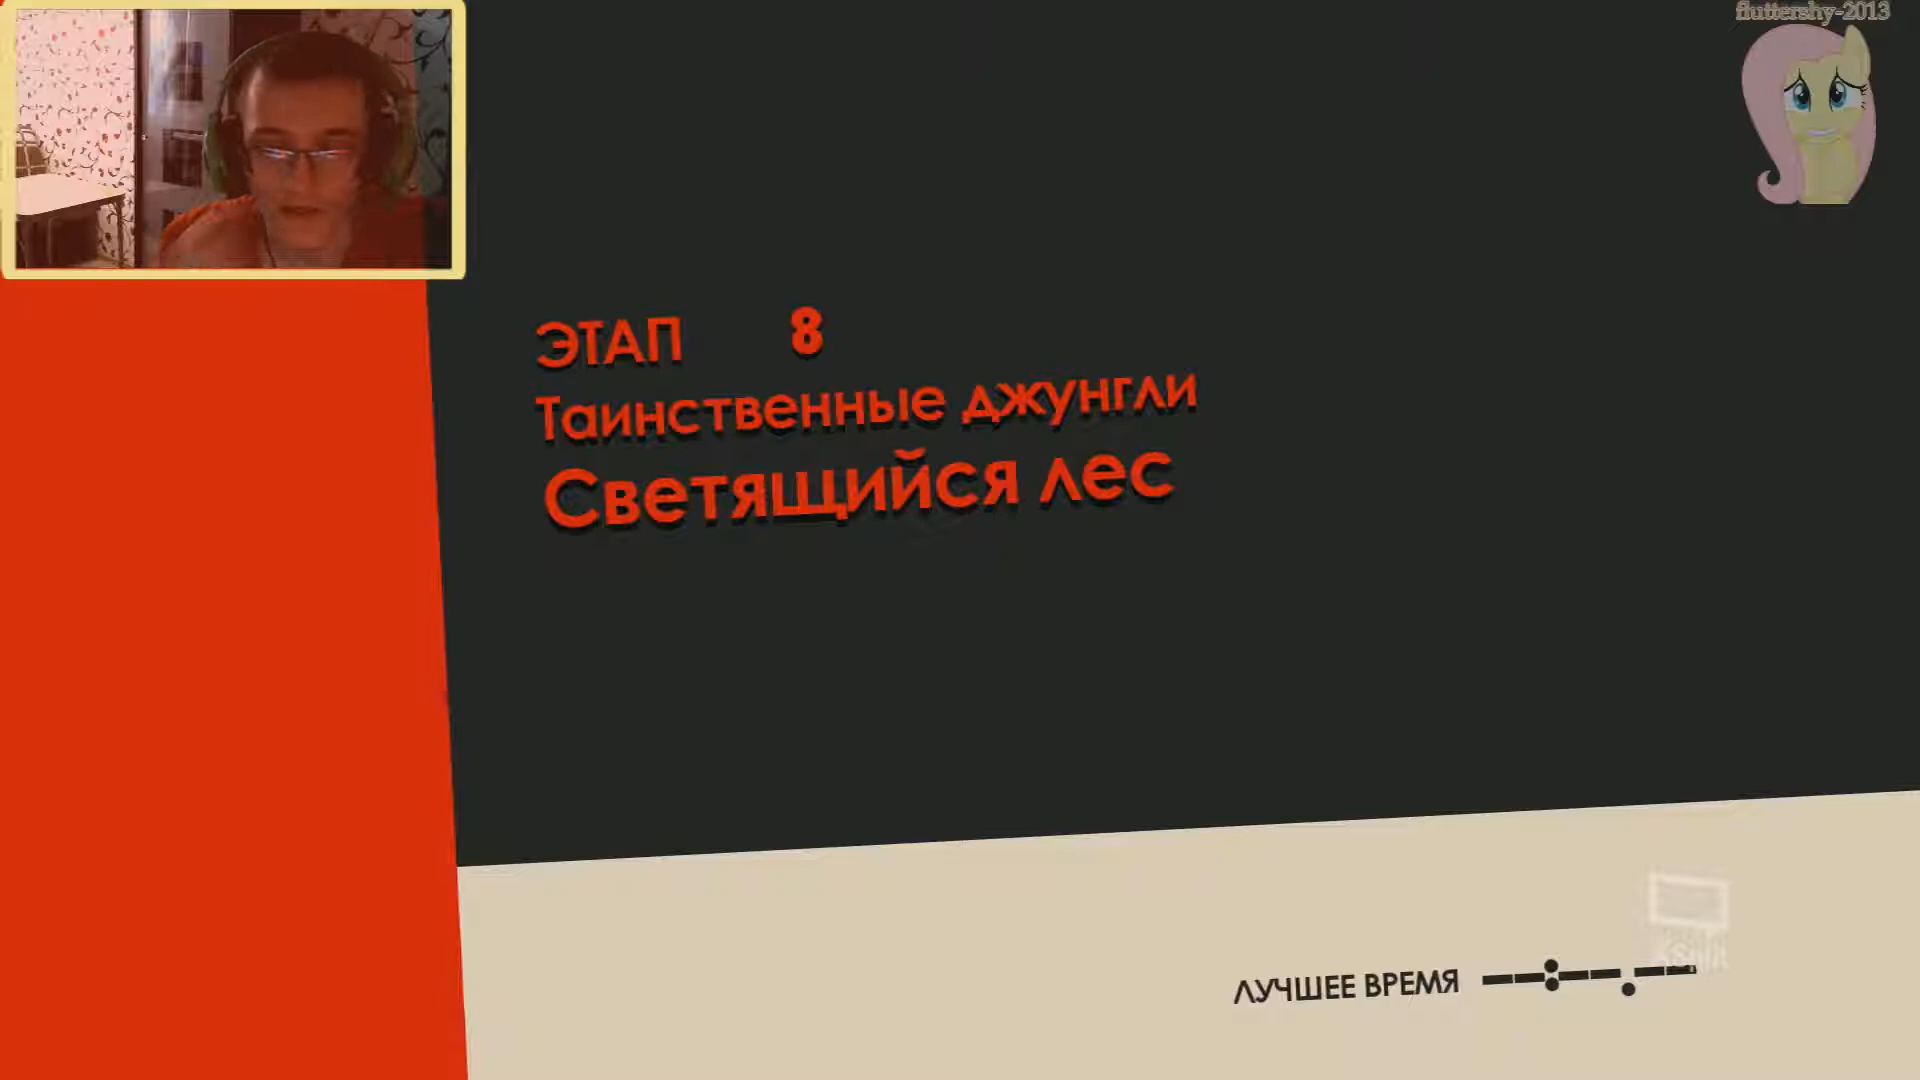 fluttershy-2013
ЭТАП 8
Таинственные джунгли
Светящийся лес
ЛУЧШЕЕ ВРЕМЯ --:--.--